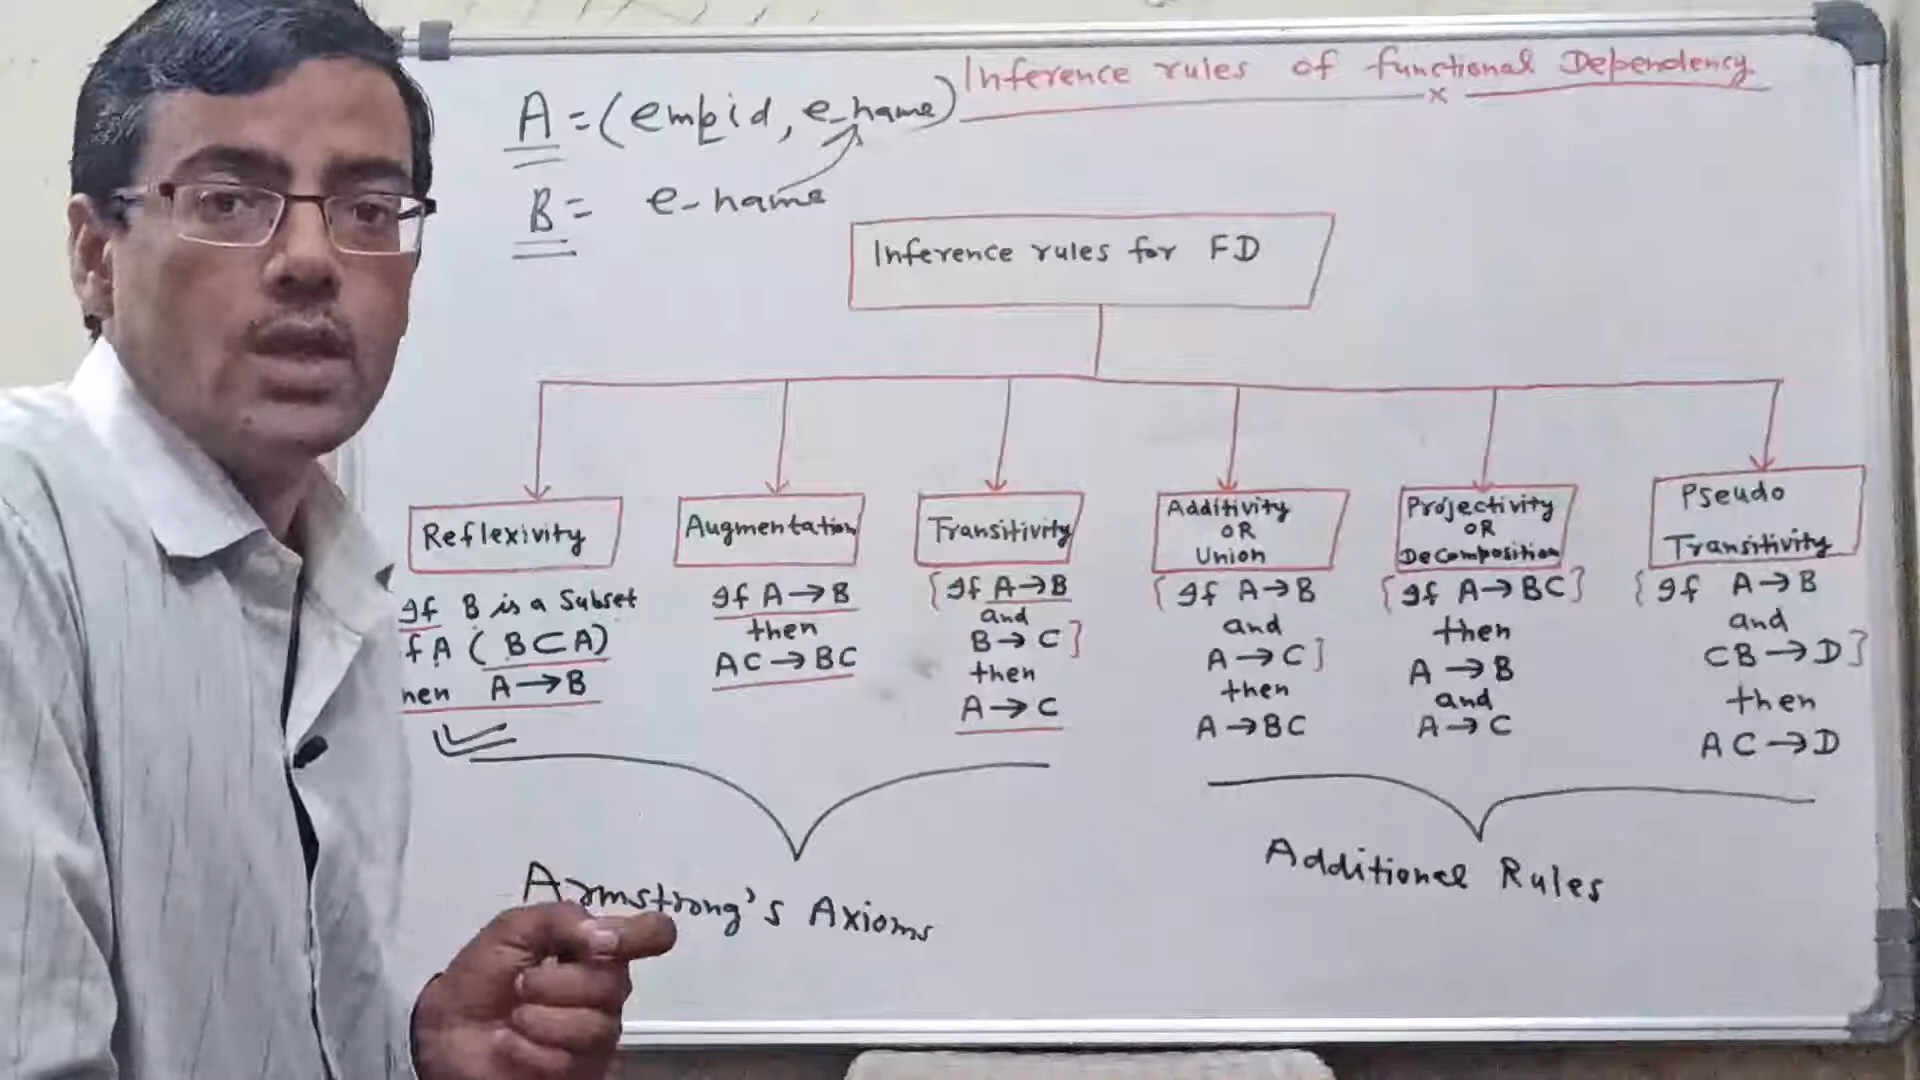 Inference rules of functional Dependency
x
A = (empid, e_name)
B = e-name
Inference rules for FD
Reflexivity
If B is a Subset
f A ( B⊂A)
hen A→B
Augmentation
If A→B
then
AC→BC
Transitivity
{If A→B
and
B→C}
then
A→C
Additivity
OR
Union
{If A→B
and
A→C}
then
A→BC
Projectivity
OR
Decomposition
{If A→BC}
then
A→B
and
A→C
Pseudo
Transitivity
{If A→B
and
CB→D}
then
AC→D
Armstrong's Axioms
Additional Rules